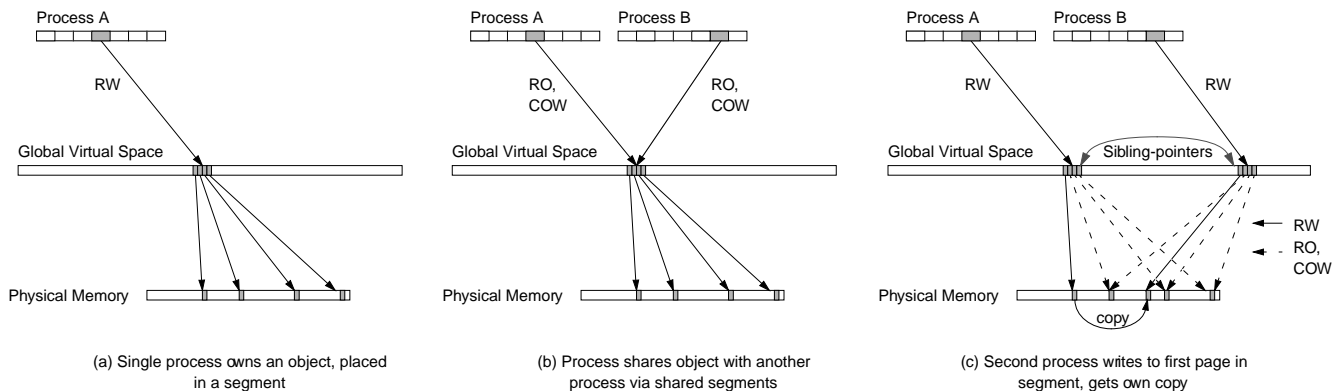 Process A
RW
Global Virtual Space
Physical Memory
(a) Single process owns an object, placed
in a segment
Process A
Process B
RO,
COW
RO,
COW
Global Virtual Space
Physical Memory
(b) Process shares object with another
process via shared segments
Process A
Process B
RW
RW
Global Virtual Space
Sibling-pointers
RW
RO,
COW
Physical Memory
copy
(c) Second process writes to first page in
segment, gets own copy